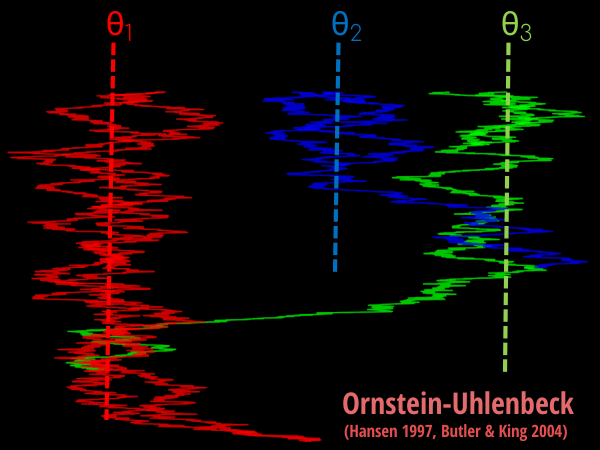 θ1 θ2 θ3
Ornstein-Uhlenbeck
(Hansen 1997, Butler & King 2004)